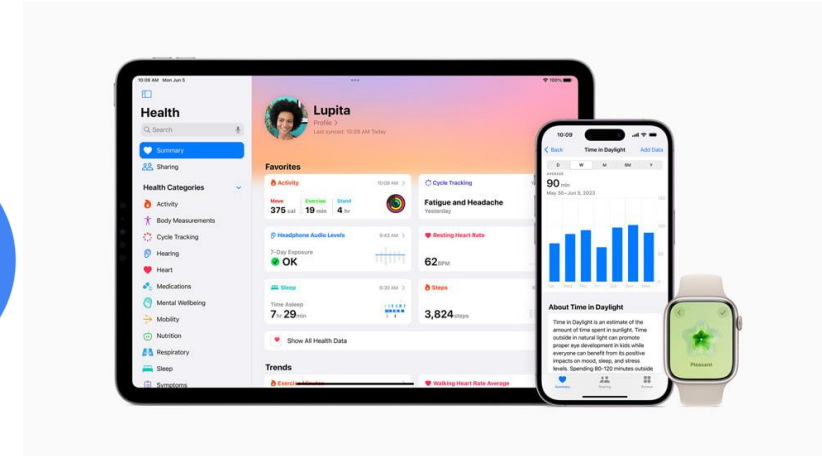 10:09 AM Mon Jun 5
100%
Health
Search
Summary
Sharing
Health Categories
Activity
Body Measurements
Cycle Tracking
Hearing
Heart
Medications
Mental Wellbeing
Mobility
Nutrition
Respiratory
Sleep
Symptoms
Lupita
Profile >
Last synced: 10:09 AM Today
Favorites
Activity 10:09 AM >
Move Exercise Stand
375 cal 19 min 4 hr
Cycle Tracking
Fatigue and Headache
Yesterday
Headphone Audio Levels 9:42 AM >
7-Day Exposure
OK
Resting Heart Rate
62 BPM
Sleep 6:30 AM >
Time Asleep
7 hr 29 min
Steps
3,824 steps
Show All Health Data
Trends
Walking Heart Rate Average
10:09
Back Time in Daylight Add Data
D W M 6M Y
AVERAGE
90 min
May 30–Jun 5, 2023
About Time in Daylight
Time in Daylight is an estimate of the
amount of time spent in sunlight. Time
outside in natural light can promote
proper eye development in kids while
everyone can benefit from its positive
impacts on mood, sleep, and stress
levels. Spending 80-120 minutes outside
Summary Sharing Browse
Pleasant